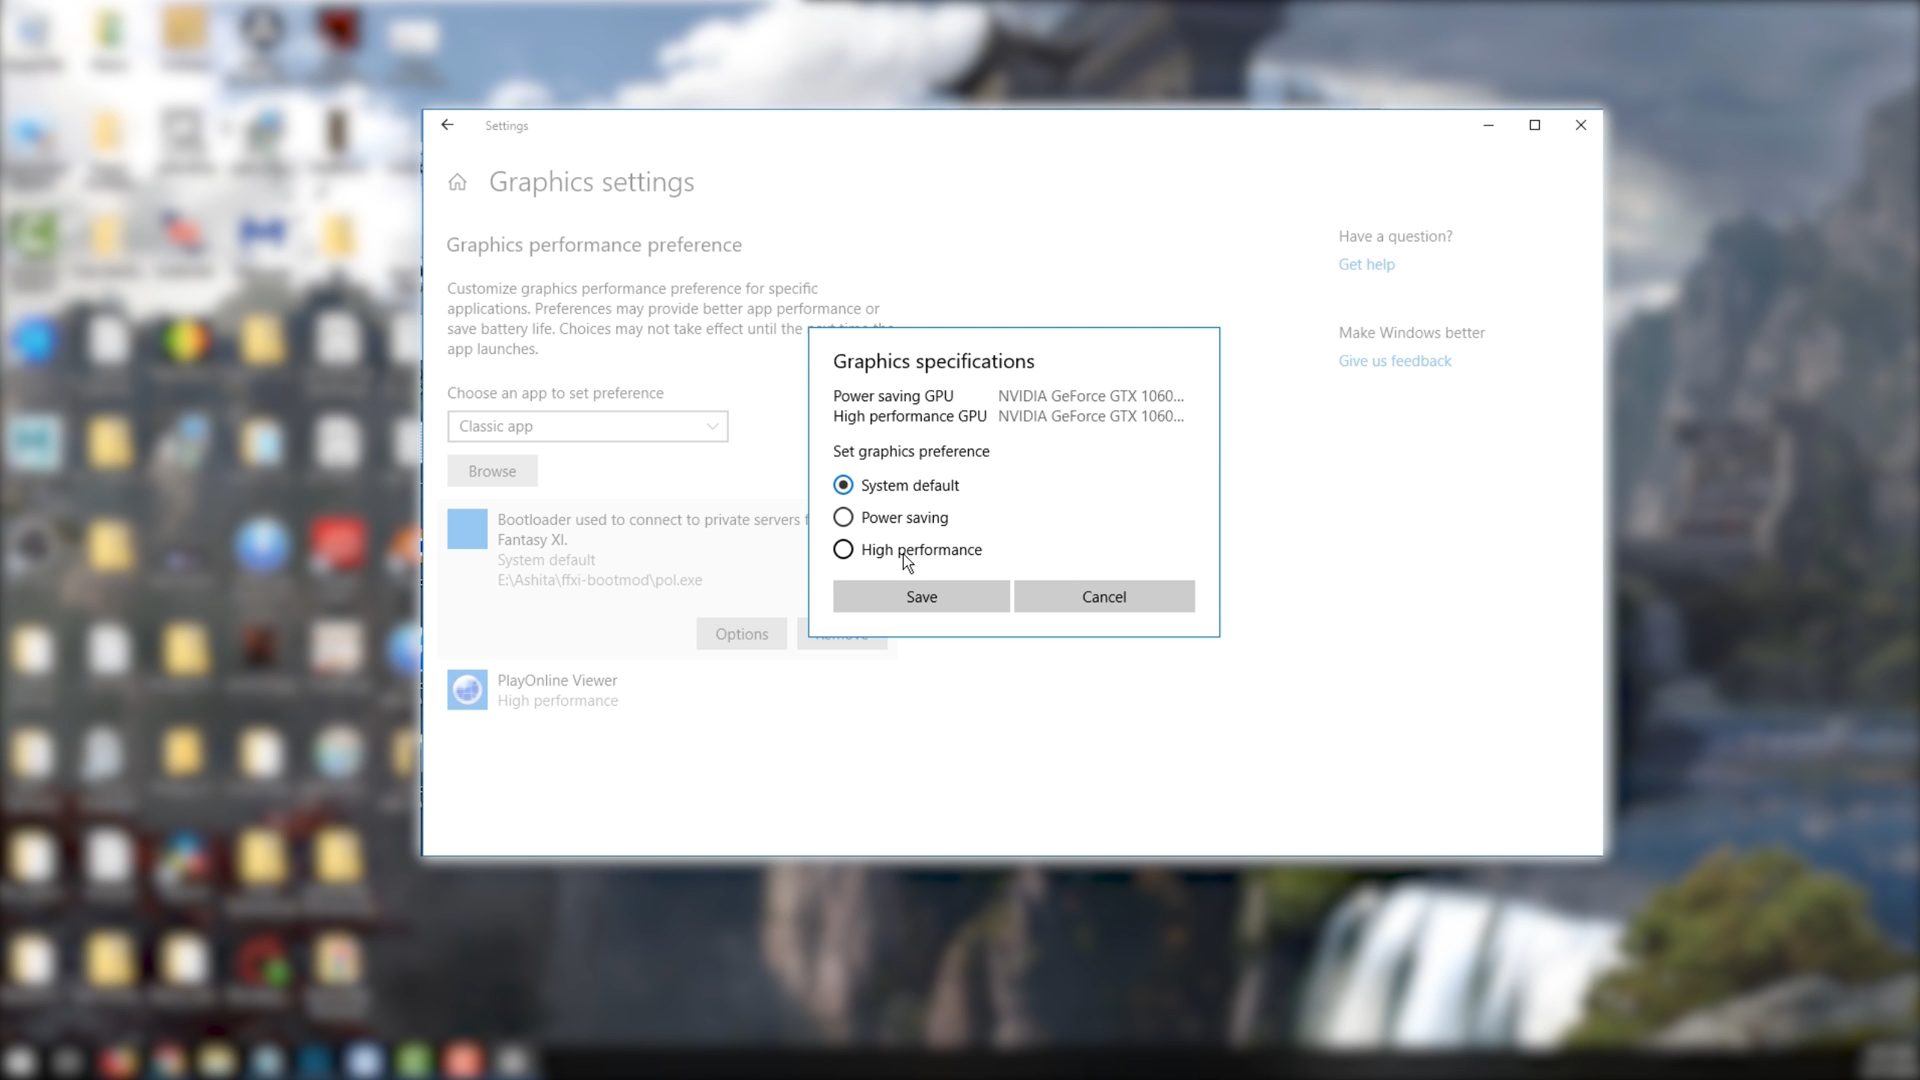 Settings
Graphics settings
Graphics performance preference
Customize graphics performance preference for specific
applications. Preferences may provide better app performance or
save battery life. Choices may not take effect until the next time the
app launches.
Choose an app to set preference
Classic app
Browse
Bootloader used to connect to private servers f
Fantasy XI.
System default
E:\Ashita\ffxi-bootmod\pol.exe
Options
Remove
PlayOnline Viewer
High performance
Graphics specifications
Power saving GPU NVIDIA GeForce GTX 1060...
High performance GPU NVIDIA GeForce GTX 1060...
Set graphics preference
System default
Power saving
High performance
Save Cancel
Have a question?
Get help
Make Windows better
Give us feedback